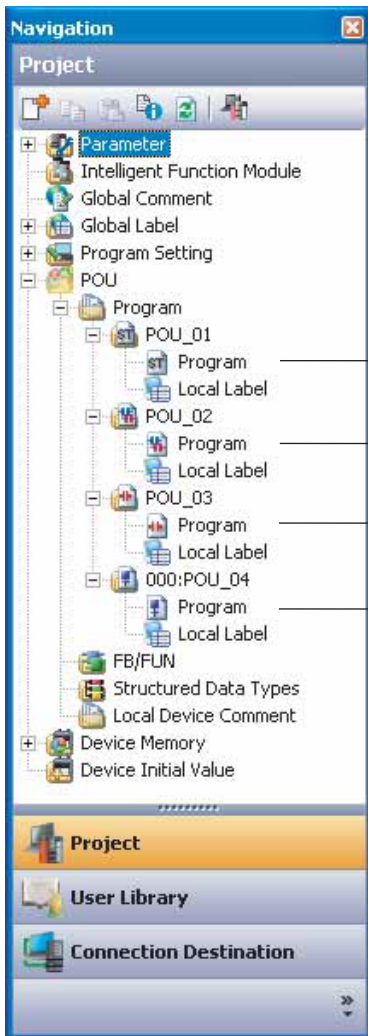 Navigation
Project
Parameter
Intelligent Function Module
Global Comment
Global Label
Program Setting
POU
Program
ST POU_01
ST Program
Local Label
POU_02
Program
Local Label
POU_03
Program
Local Label
000:POU_04
Program
Local Label
FB/FUN
Structured Data Types
Local Device Comment
Device Memory
Device Initial Value
Project
User Library
Connection Destination